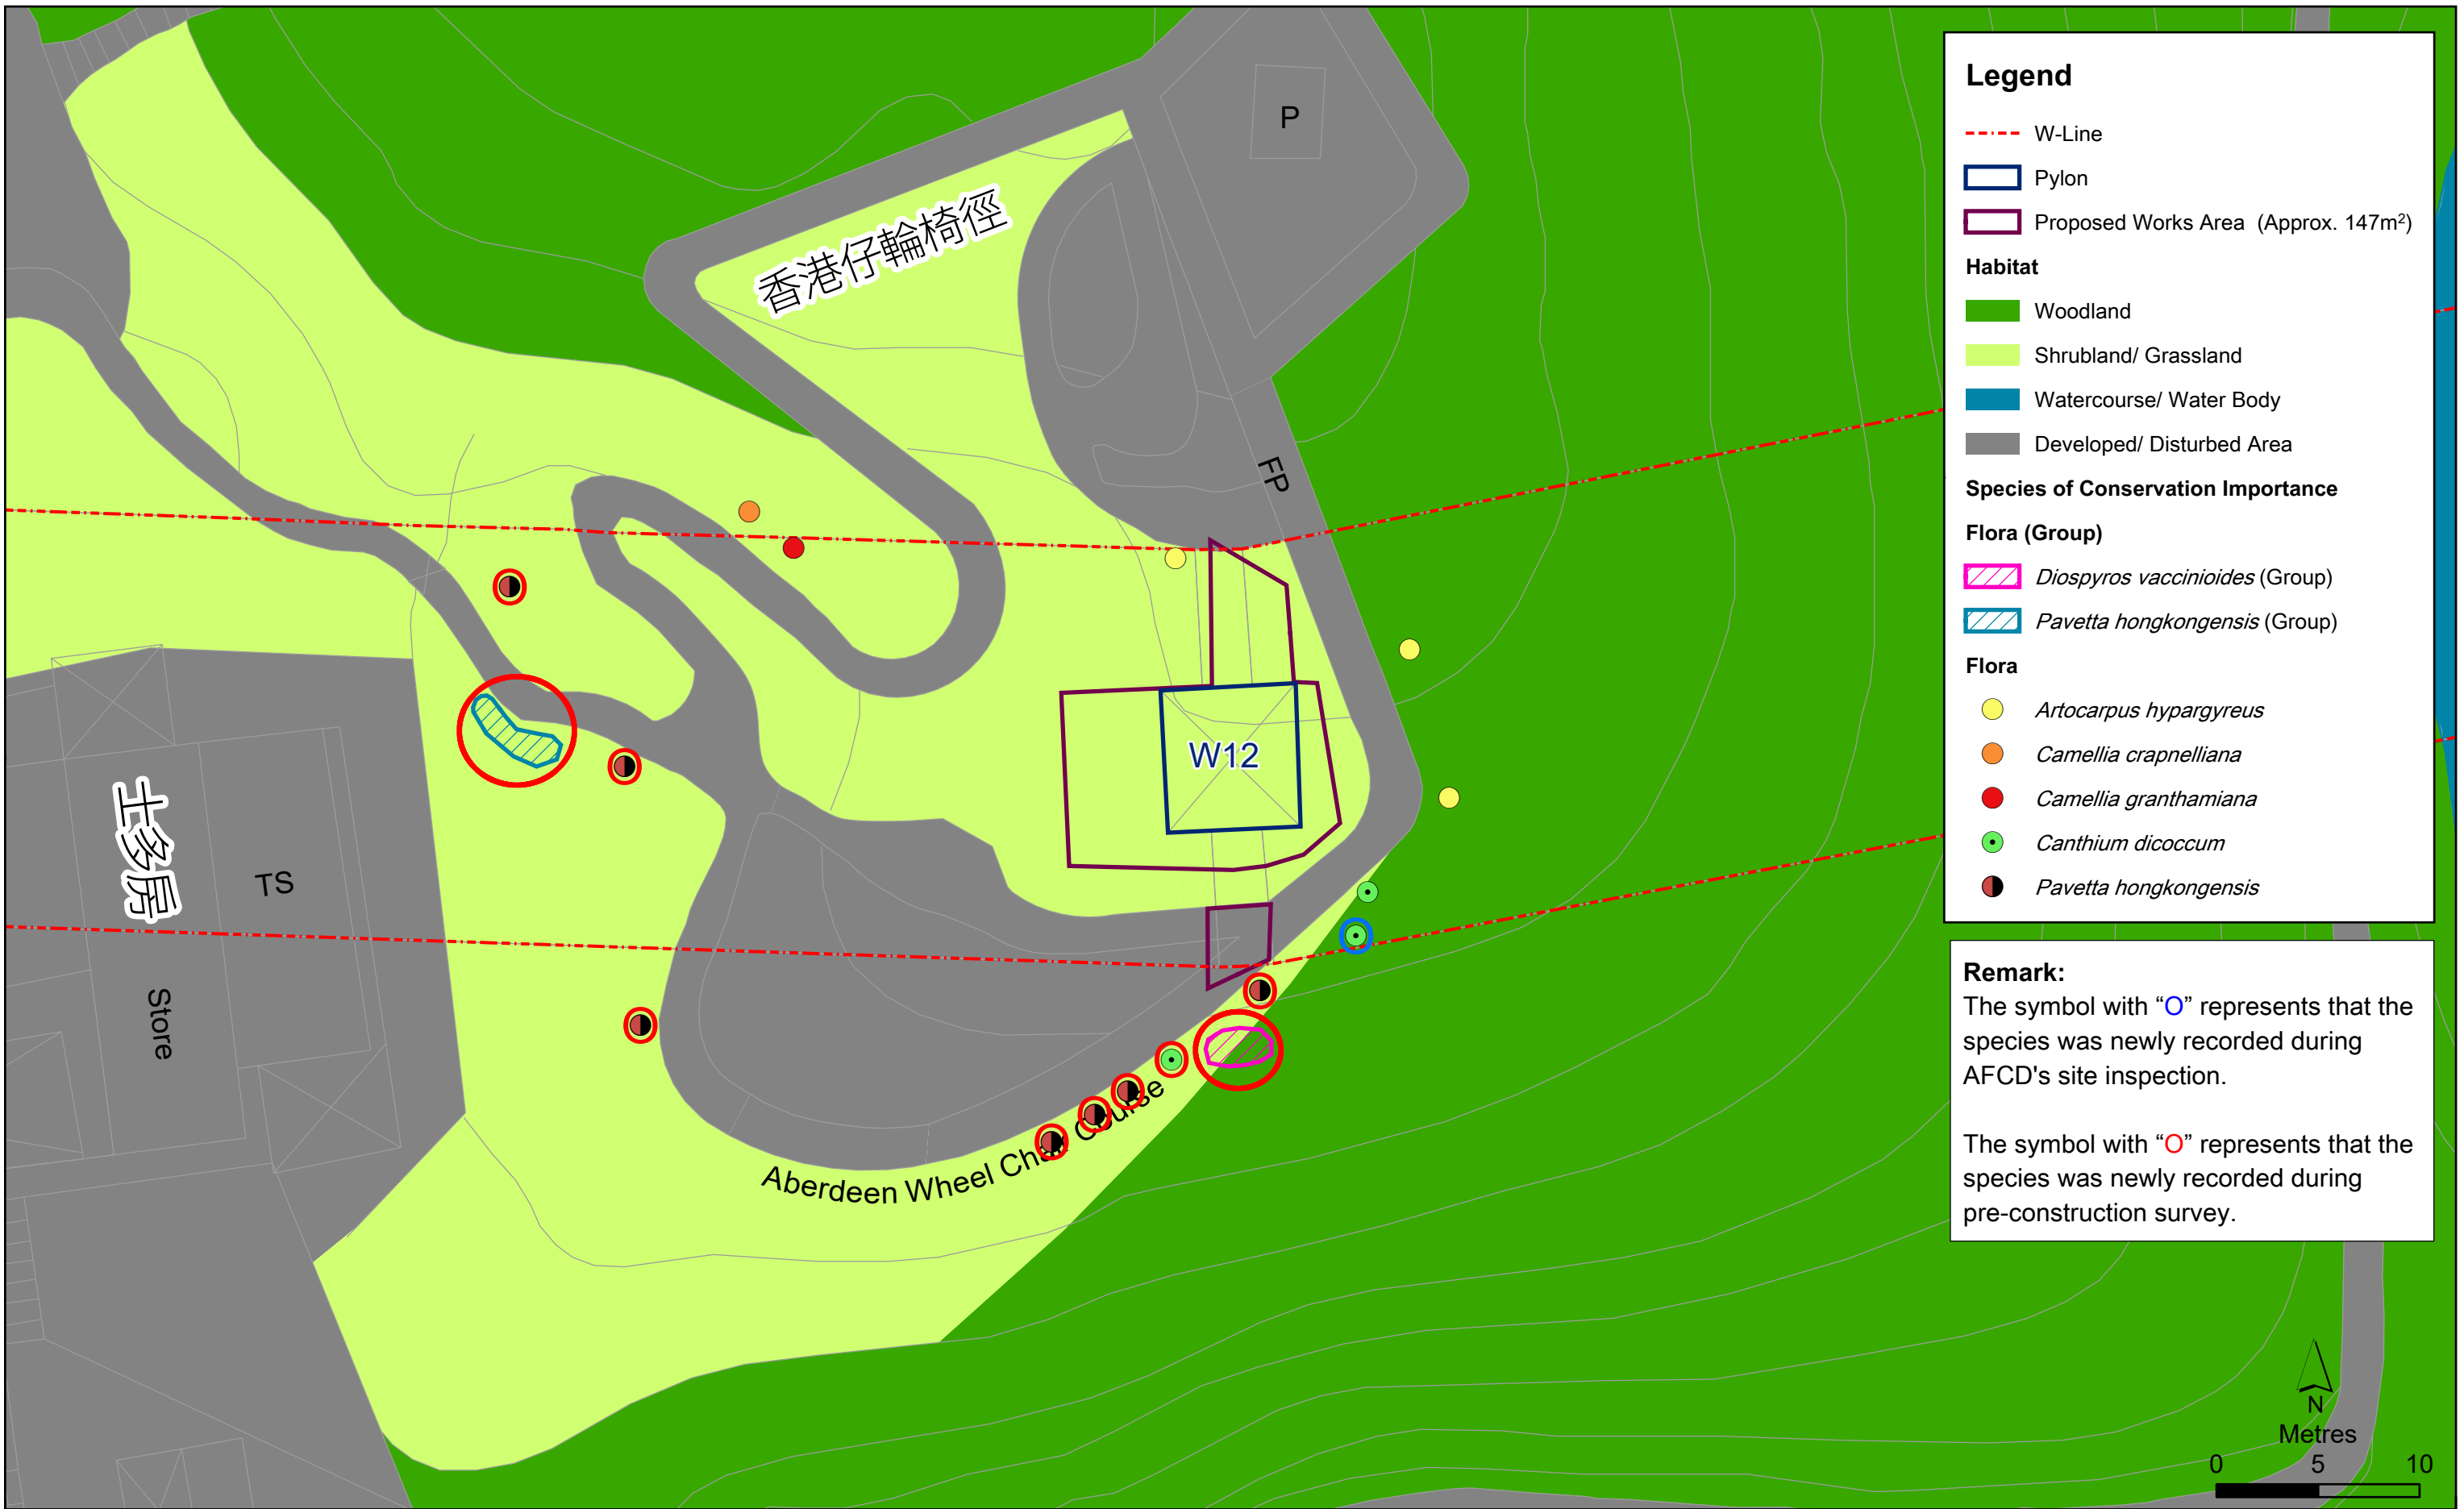 P
香港仔輪椅徑
FP
W12
士多房
TS
Store
Aberdeen Wheel Chair Course
Legend
W-Line
Pylon
Proposed Works Area (Approx. 147m²)
Habitat
Woodland
Shrubland/ Grassland
Watercourse/ Water Body
Developed/ Disturbed Area
Species of Conservation Importance
Flora (Group)
Diospyros vaccinioides (Group)
Pavetta hongkongensis (Group)
Flora
Artocarpus hypargyreus
Camellia crapnelliana
Camellia granthamiana
Canthium dicoccum
Pavetta hongkongensis
Remark:
The symbol with “O” represents that the
species was newly recorded during
AFCD's site inspection.
The symbol with “O” represents that the
species was newly recorded during
pre-construction survey.
N
Metres
0 5 10